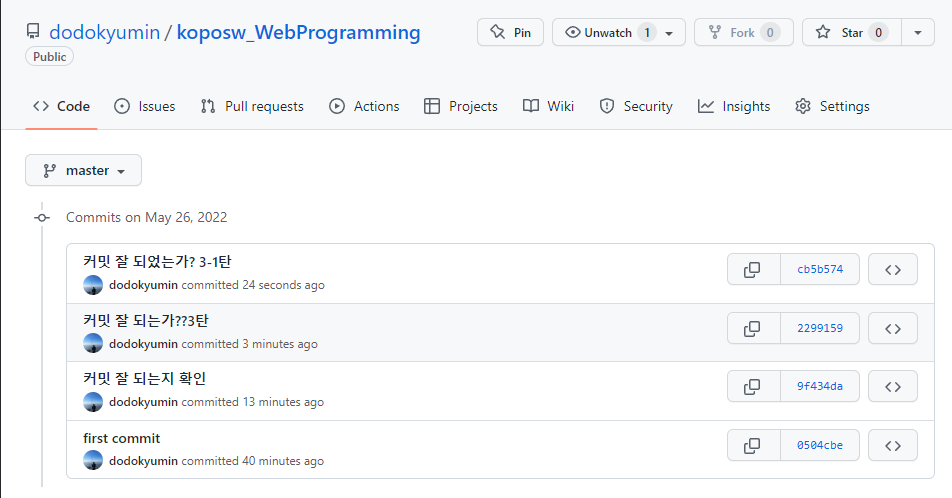 dodokyumin / koposw_WebProgramming
Pin
Unwatch 1
Fork 0
Star 0
Public
Code
Issues
Pull requests
Actions
Projects
Wiki
Security
Insights
Settings
master
Commits on May 26, 2022
커밋 잘 되었는가? 3-1탄
dodokyumin committed 24 seconds ago
cb5b574
커밋 잘 되는가??3탄
dodokyumin committed 3 minutes ago
2299159
커밋 잘 되는지 확인
dodokyumin committed 13 minutes ago
9f434da
first commit
dodokyumin committed 40 minutes ago
0504cbe